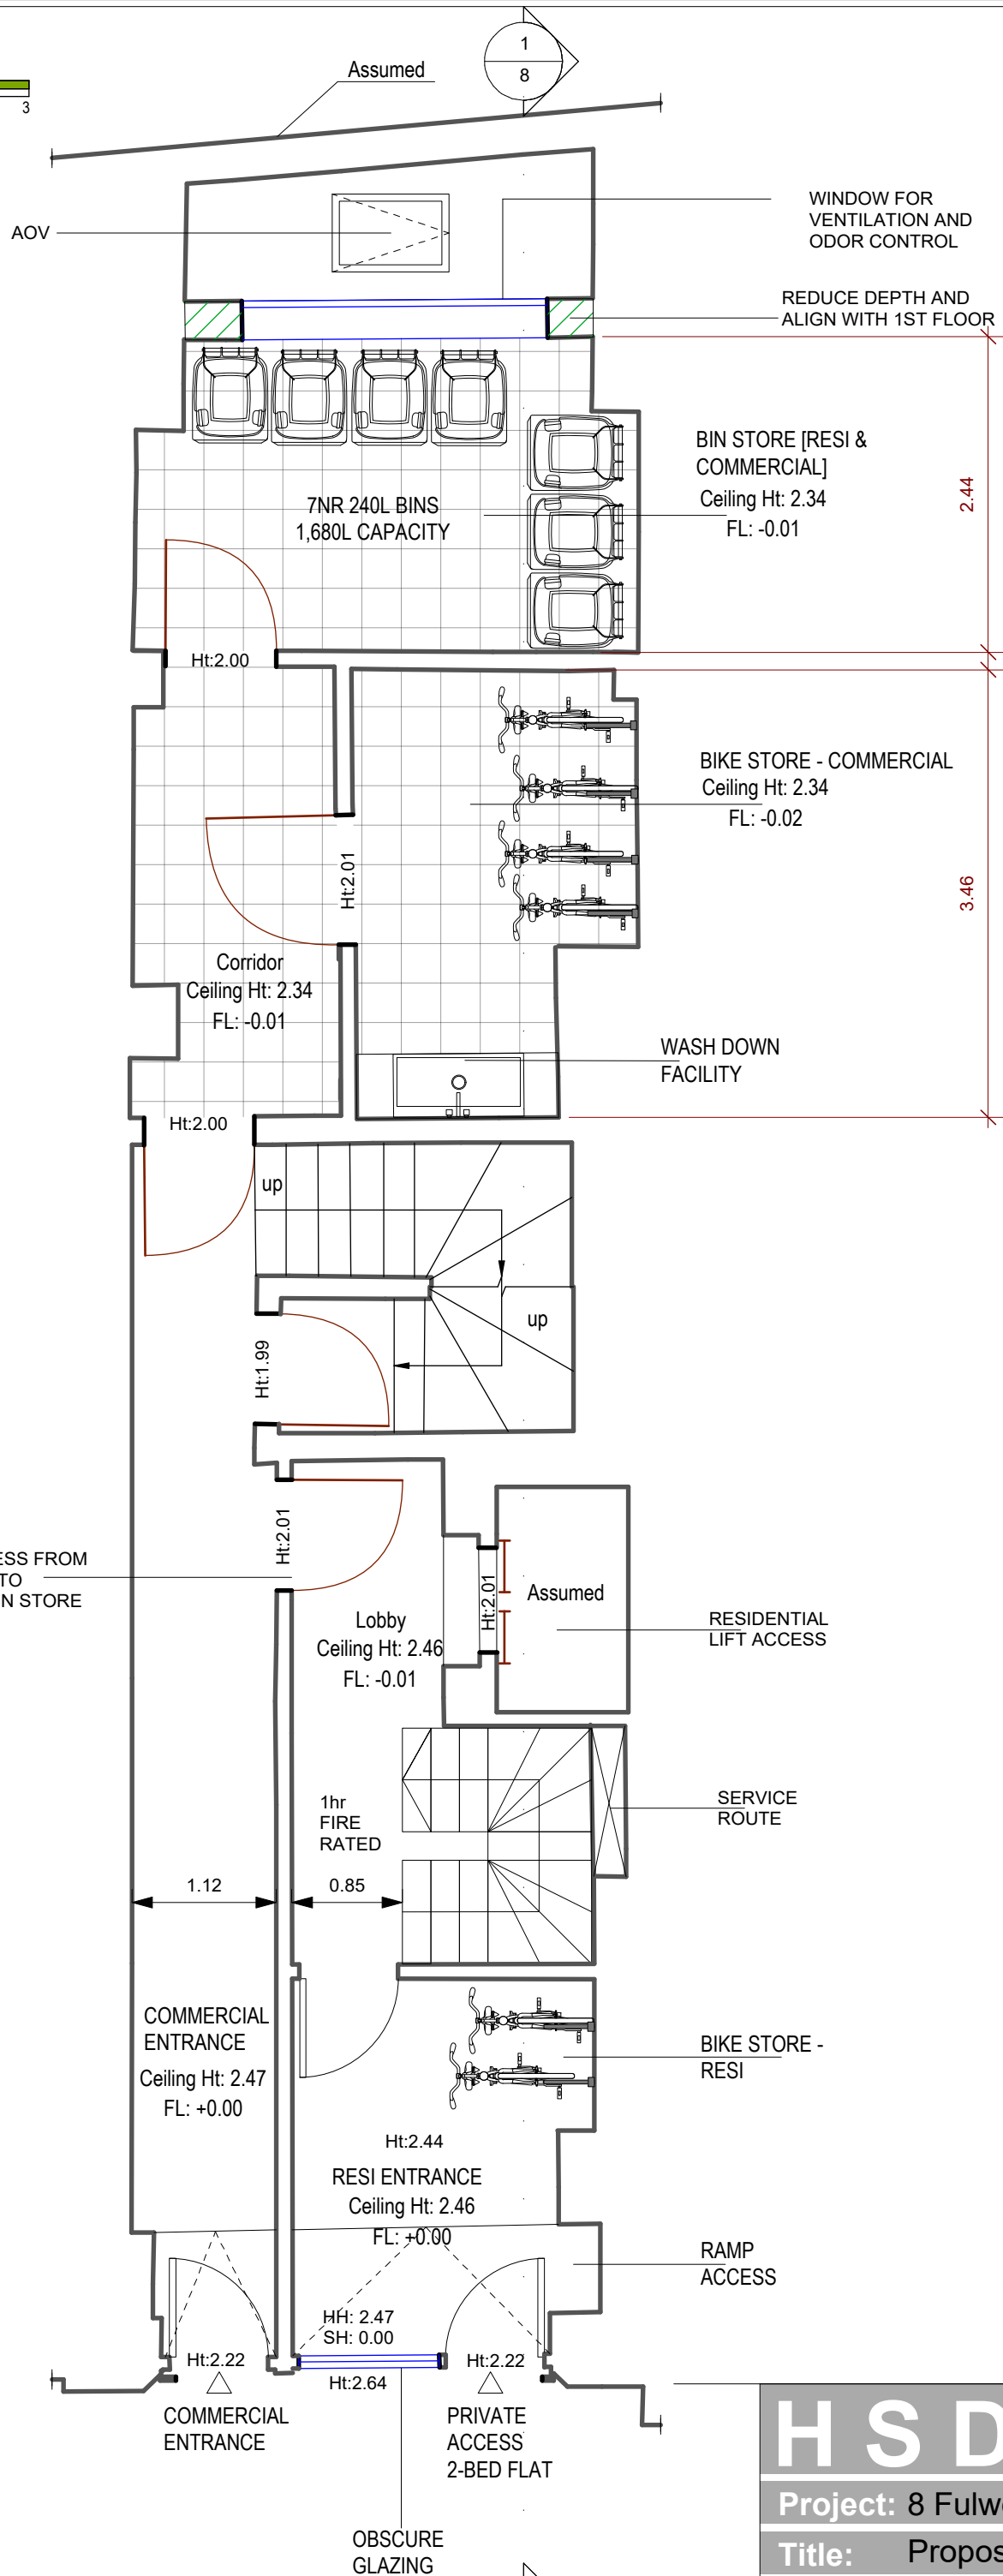 1
8
Assumed
3
AOV
WINDOW FOR
VENTILATION AND
ODOR CONTROL
REDUCE DEPTH AND
ALIGN WITH 1ST FLOOR
7NR 240L BINS
1,680L CAPACITY
BIN STORE [RESI &
COMMERCIAL]
Ceiling Ht: 2.34
FL: -0.01
2.44
Ht:2.00
BIKE STORE - COMMERCIAL
Ceiling Ht: 2.34
FL: -0.02
Ht:2.01
3.46
Corridor
Ceiling Ht: 2.34
FL: -0.01
WASH DOWN
FACILITY
Ht:2.00
up
up
Ht:1.99
Ht:2.01
ESS FROM
TO
N STORE
Ht:2.01
Assumed
Lobby
Ceiling Ht: 2.46
FL: -0.01
RESIDENTIAL
LIFT ACCESS
1hr
FIRE
RATED
SERVICE
ROUTE
1.12
0.85
COMMERCIAL
ENTRANCE
Ceiling Ht: 2.47
FL: +0.00
BIKE STORE -
RESI
Ht:2.44
RESI ENTRANCE
Ceiling Ht: 2.46
FL: +0.00
RAMP
ACCESS
HH: 2.47
SH: 0.00
Ht:2.22
Ht:2.64
Ht:2.22
COMMERCIAL
ENTRANCE
PRIVATE
ACCESS
2-BED FLAT
OBSCURE
GLAZING
H S D
Project: 8 Fulw
Title: Propos